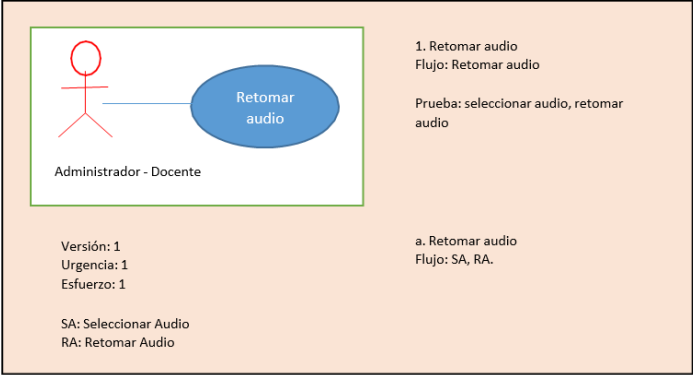 Retomar
audio
Administrador - Docente
Versión: 1
Urgencia: 1
Esfuerzo: 1
SA: Seleccionar Audio
RA: Retomar Audio
1. Retomar audio
Flujo: Retomar audio
Prueba: seleccionar audio, retomar
audio
a. Retomar audio
Flujo: SA, RA.